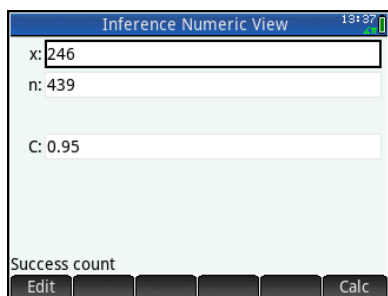 Inference Numeric View 13:37
x: 246
n: 439
C: 0.95
Success count
Edit Calc